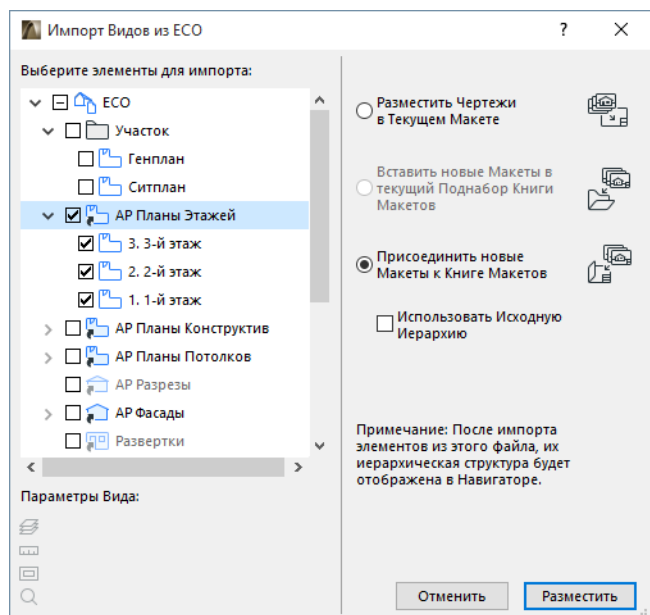 Импорт Видов из ECO
?
Выберите элементы для импорта:
ECO
Участок
Генплан
Ситплан
АР Планы Этажей
3. 3-й этаж
2. 2-й этаж
1. 1-й этаж
АР Планы Конструктив
АР Планы Потолков
АР Разрезы
АР Фасады
Развертки
Параметры Вида:
Разместить Чертежи
в Текущем Макете
Вставить новые Макеты в
текущий Поднабор Книги
Макетов
Присоединить новые
Макеты к Книге Макетов
Использовать Исходную
Иерархию
Примечание: После импорта
элементов из этого файла, их
иерархическая структура будет
отображена в Навигаторе.
Отменить
Разместить